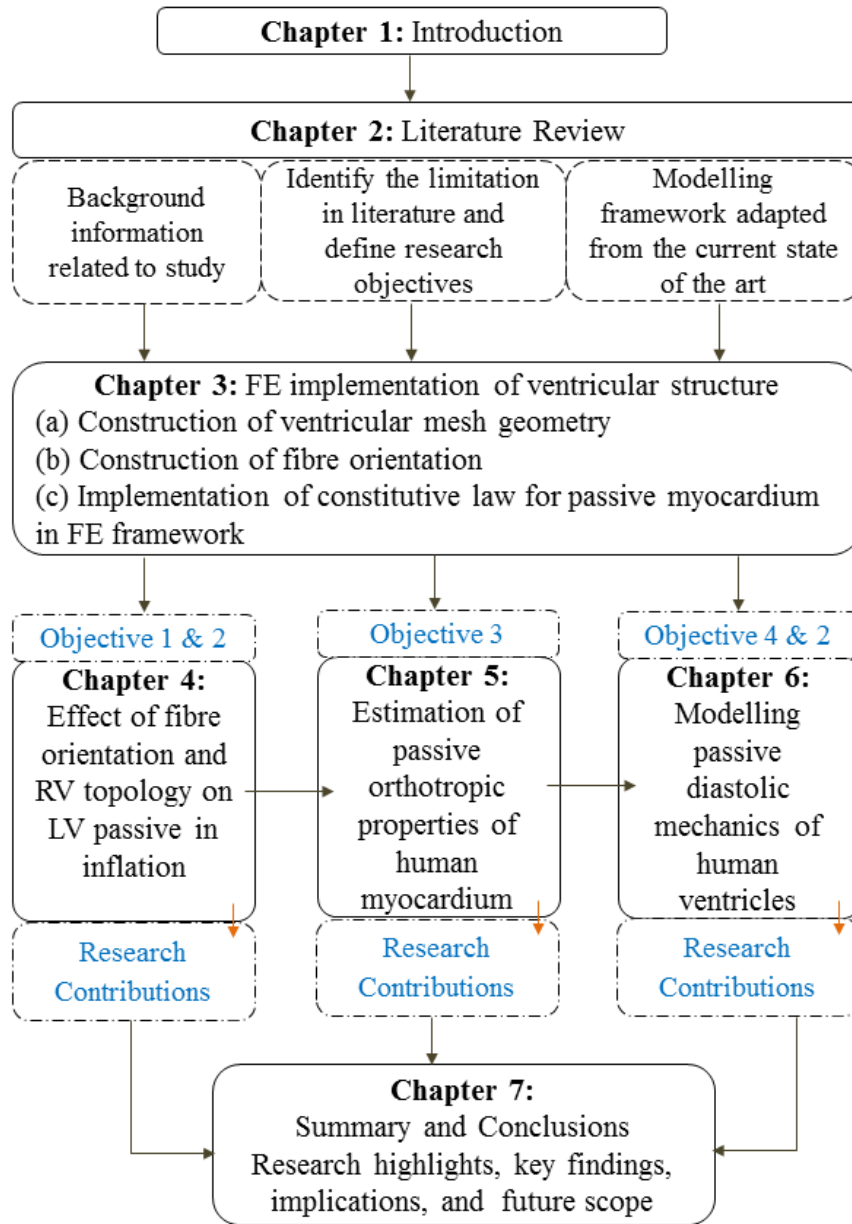 Chapter 1: Introduction
Chapter 2: Literature Review
Background
information
related to study
Identify the limitation
in literature and
define research
objectives
Modelling
framework adapted
from the current state
of the art
Chapter 3: FE implementation of ventricular structure
(a) Construction of ventricular mesh geometry
(b) Construction of fibre orientation
(c) Implementation of constitutive law for passive myocardium
in FE framework
Objective 1 & 2
Chapter 4:
Effect of fibre
orientation and
RV topology on
LV passive in
inflation
Research
Contributions
Objective 3
Chapter 5:
Estimation of
passive
orthotropic
properties of
human
myocardium
Research
Contributions
Objective 4 & 2
Chapter 6:
Modelling
passive
diastolic
mechanics of
human
ventricles
Research
Contributions
Chapter 7:
Summary and Conclusions
Research highlights, key findings,
implications, and future scope